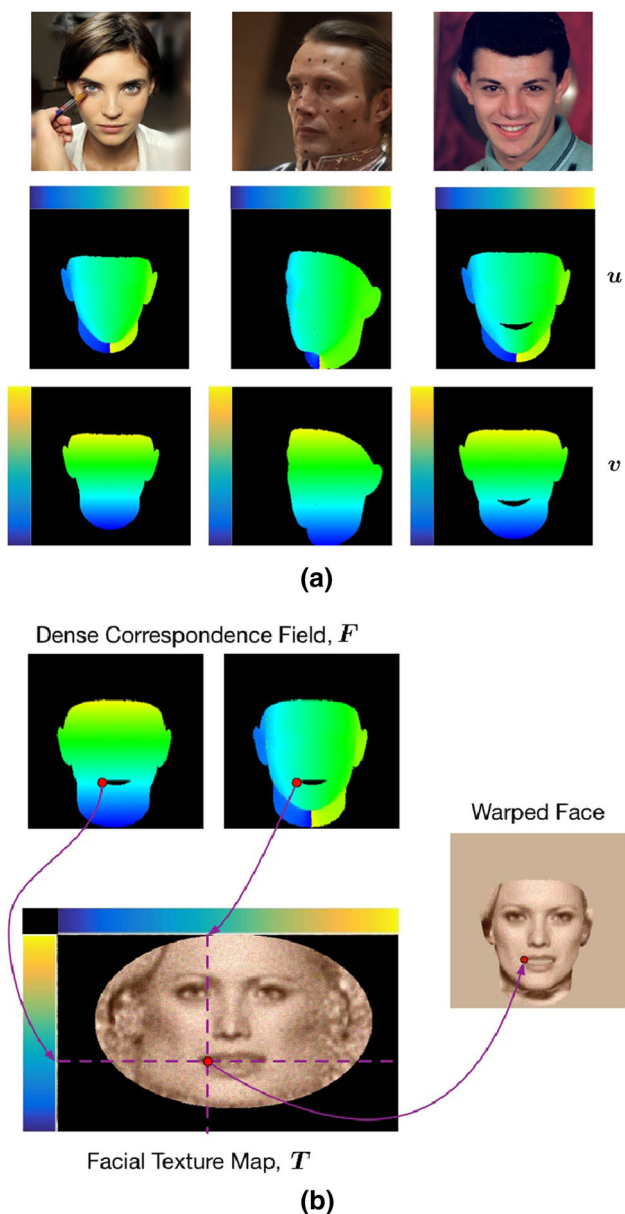 u
v
(a)
Dense Correspondence Field, F
Warped Face
Facial Texture Map, T
(b)